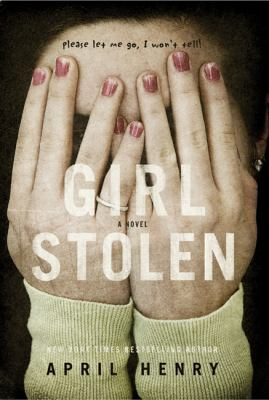 please let me go, I won't tell!
GIRL
A NOVEL
STOLEN
NEW YORK TIMES BESTSELLING AUTHOR
APRIL HENRY